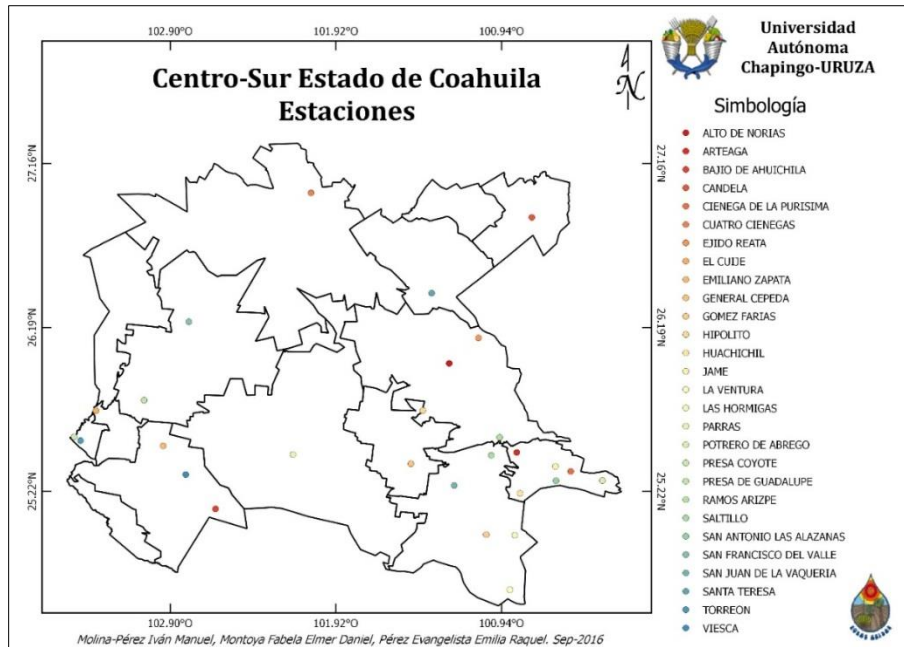 102.90°O 101.92°O 100.94°O
Centro-Sur Estado de Coahuila
Estaciones
N
27.16°N
26.19°N
25.22°N
27.16°N
26.19°N
25.22°N
102.90°O 101.92°O 100.94°O
Universidad
Autónoma
Chapingo-URUZA
Simbología
ALTO DE NORIAS
ARTEAGA
BAJIO DE AHUICHILA
CANDELA
CIENEGA DE LA PURISIMA
CUATRO CIENEGAS
EJIDO REATA
EL CUIJE
EMILIANO ZAPATA
GENERAL CEPEDA
GOMEZ FARIAS
HIPOLITO
HUACHICHIL
JAME
LA VENTURA
LAS HORMIGAS
PARRAS
POTRERO DE ABREGO
PRESA COYOTE
PRESA DE GUADALUPE
RAMOS ARIZPE
SALTILLO
SAN ANTONIO LAS ALAZANAS
SAN FRANCISCO DEL VALLE
SAN JUAN DE LA VAQUERIA
SANTA TERESA
TORREON
VIESCA
Molina-Pérez Iván Manuel, Montoya Fabela Elmer Daniel, Pérez Evangelista Emilia Raquel. Sep-2016